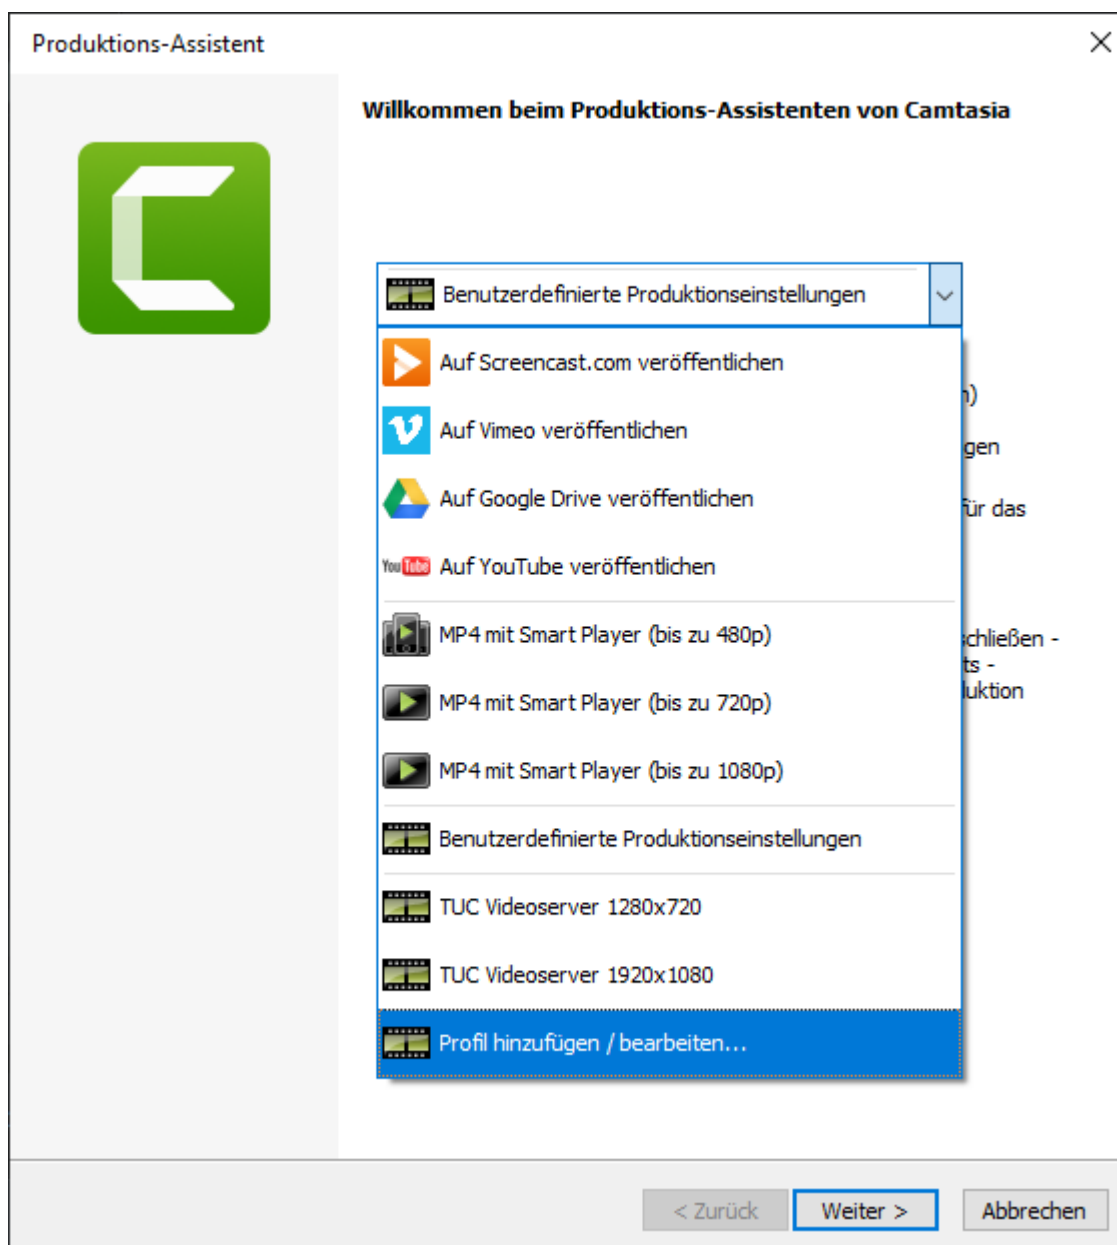 Produktions-Assistent
Willkommen beim Produktions-Assistenten von Camtasia
Benutzerdefinierte Produktionseinstellungen
Auf Screencast.com veröffentlichen
n)
Auf Vimeo veröffentlichen
gen
Auf Google Drive veröffentlichen
für das
You Tube Auf YouTube veröffentlichen
MP4 mit Smart Player (bis zu 480p)
schließen -
ts -
luktion
MP4 mit Smart Player (bis zu 720p)
MP4 mit Smart Player (bis zu 1080p)
Benutzerdefinierte Produktionseinstellungen
TUC Videoserver 1280x720
TUC Videoserver 1920x1080
Profil hinzufügen / bearbeiten...
< Zurück Weiter > Abbrechen